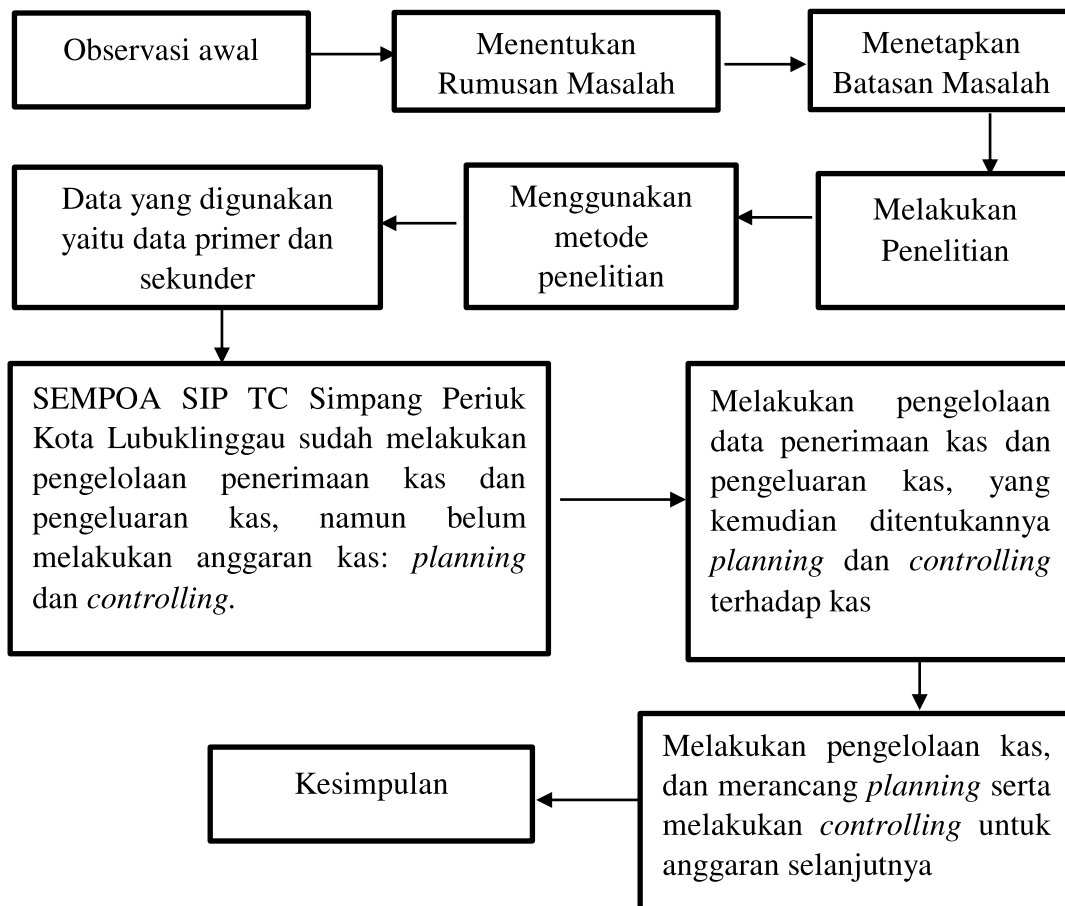 Observasi awal
Menentukan
Rumusan Masalah
Menetapkan
Batasan Masalah
Melakukan
Penelitian
Menggunakan
metode
penelitian
Data yang digunakan
yaitu data primer dan
sekunder
SEMPOA SIP TC Simpang Periuk
Kota Lubuklinggau sudah melakukan
pengelolaan penerimaan kas dan
pengeluaran kas, namun belum
melakukan anggaran kas: planning
dan controlling.
Melakukan pengelolaan
data penerimaan kas dan
pengeluaran kas, yang
kemudian ditentukannya
planning dan controlling
terhadap kas
Melakukan pengelolaan kas,
dan merancang planning serta
melakukan controlling untuk
anggaran selanjutnya
Kesimpulan